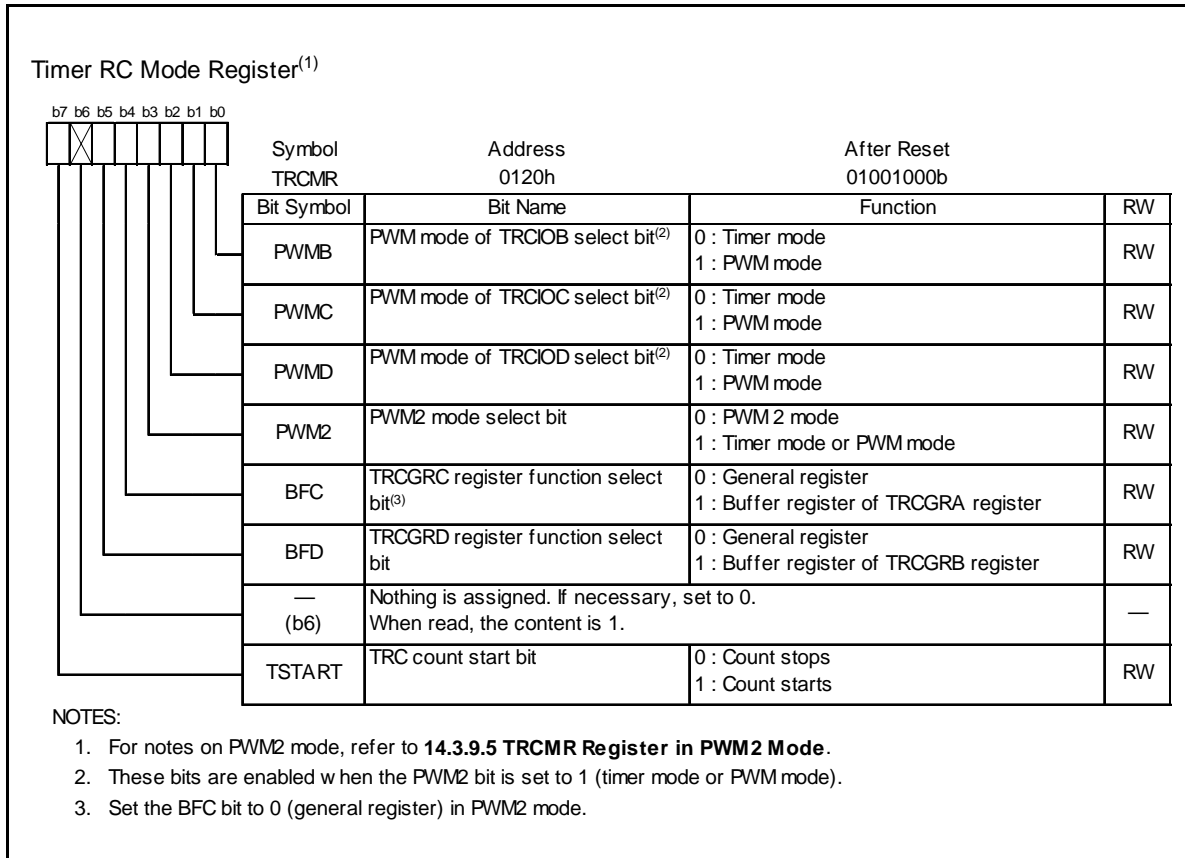 Timer RC Mode Register(1)
b7 b6 b5 b4 b3 b2 b1 b0
Symbol Address After Reset
TRCMR 0120h 01001000b
Bit Symbol Bit Name Function RW
PWMB PWM mode of TRCIOB select bit(2) 0 : Timer mode RW
1 : PWM mode
PWMC PWM mode of TRCIOC select bit(2) 0 : Timer mode RW
1 : PWM mode
PWMD PWM mode of TRCIOD select bit(2) 0 : Timer mode RW
1 : PWM mode
PWM2 PWM2 mode select bit 0 : PWM 2 mode RW
1 : Timer mode or PWM mode
BFC TRCGRC register function select 0 : General register RW
bit(3) 1 : Buffer register of TRCGRA register
BFD TRCGRD register function select 0 : General register RW
bit 1 : Buffer register of TRCGRB register
— Nothing is assigned. If necessary, set to 0. —
(b6) When read, the content is 1.
TSTART TRC count start bit 0 : Count stops RW
1 : Count starts
NOTES:
1. For notes on PWM2 mode, refer to 14.3.9.5 TRCMR Register in PWM2 Mode.
2. These bits are enabled when the PWM2 bit is set to 1 (timer mode or PWM mode).
3. Set the BFC bit to 0 (general register) in PWM2 mode.